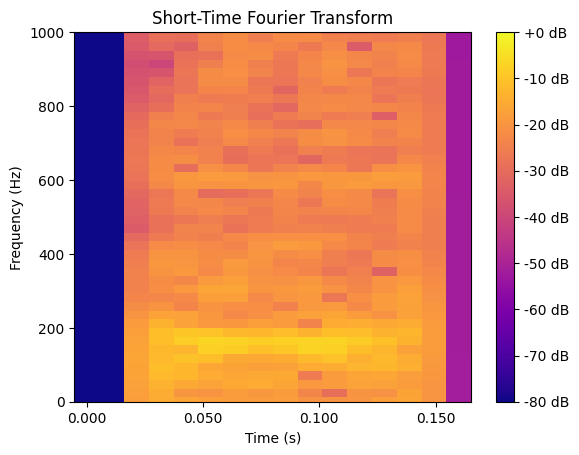 Short-Time Fourier Transform
Frequency (Hz)
1000
800
600
400
200
0
0.000
0.050
0.100
0.150
Time (s)
+0 dB
-10 dB
-20 dB
-30 dB
-40 dB
-50 dB
-60 dB
-70 dB
-80 dB